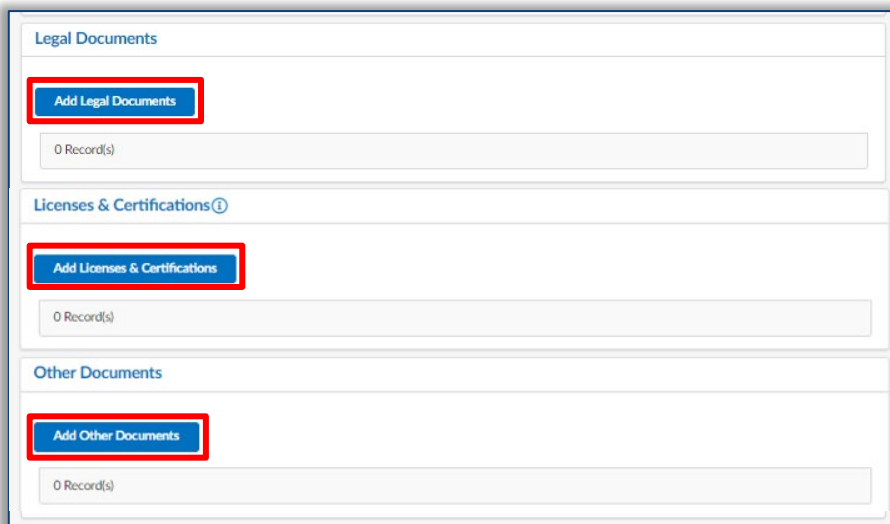 Legal Documents
Add Legal Documents
0 Record(s)
Licenses & Certifications
Add Licenses & Certifications
0 Record(s)
Other Documents
Add Other Documents
0 Record(s)